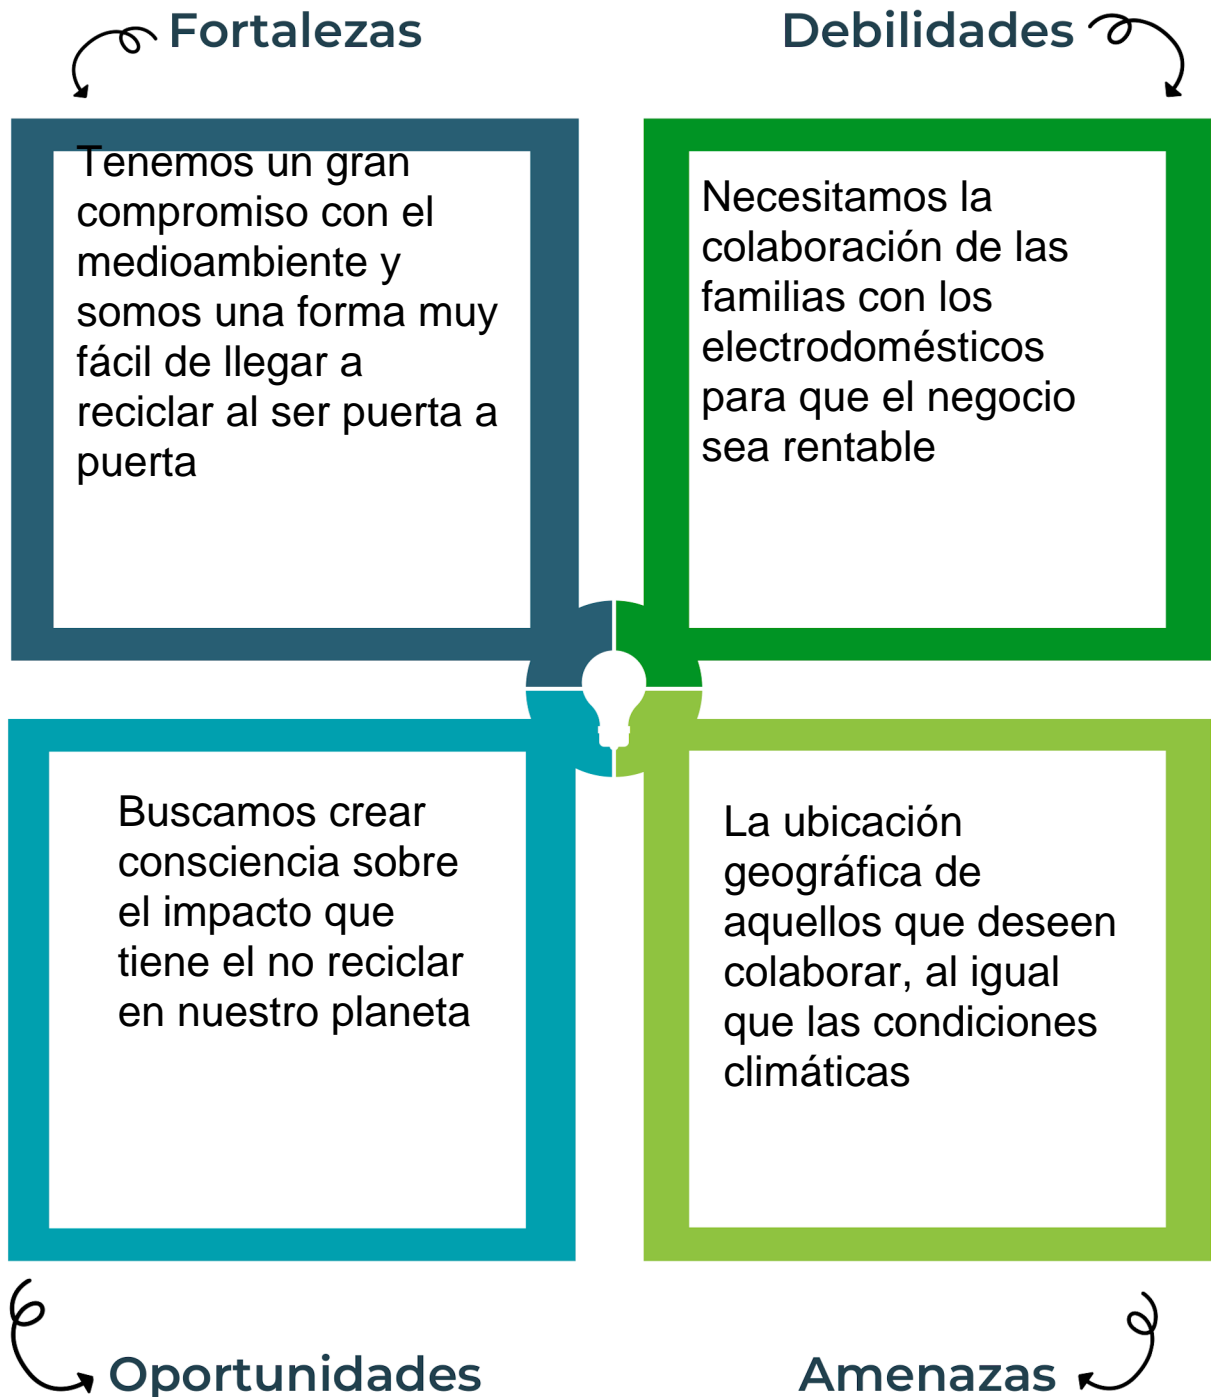 Fortalezas
Tenemos un gran
compromiso con el
medioambiente y
somos una forma muy
fácil de llegar a
reciclar al ser puerta a
puerta
Debilidades
Necesitamos la
colaboración de las
familias con los
electrodomésticos
para que el negocio
sea rentable
Buscamos crear
consciencia sobre
el impacto que
tiene el no reciclar
en nuestro planeta
Oportunidades
La ubicación
geográfica de
aquellos que deseen
colaborar, al igual
que las condiciones
climáticas
Amenazas